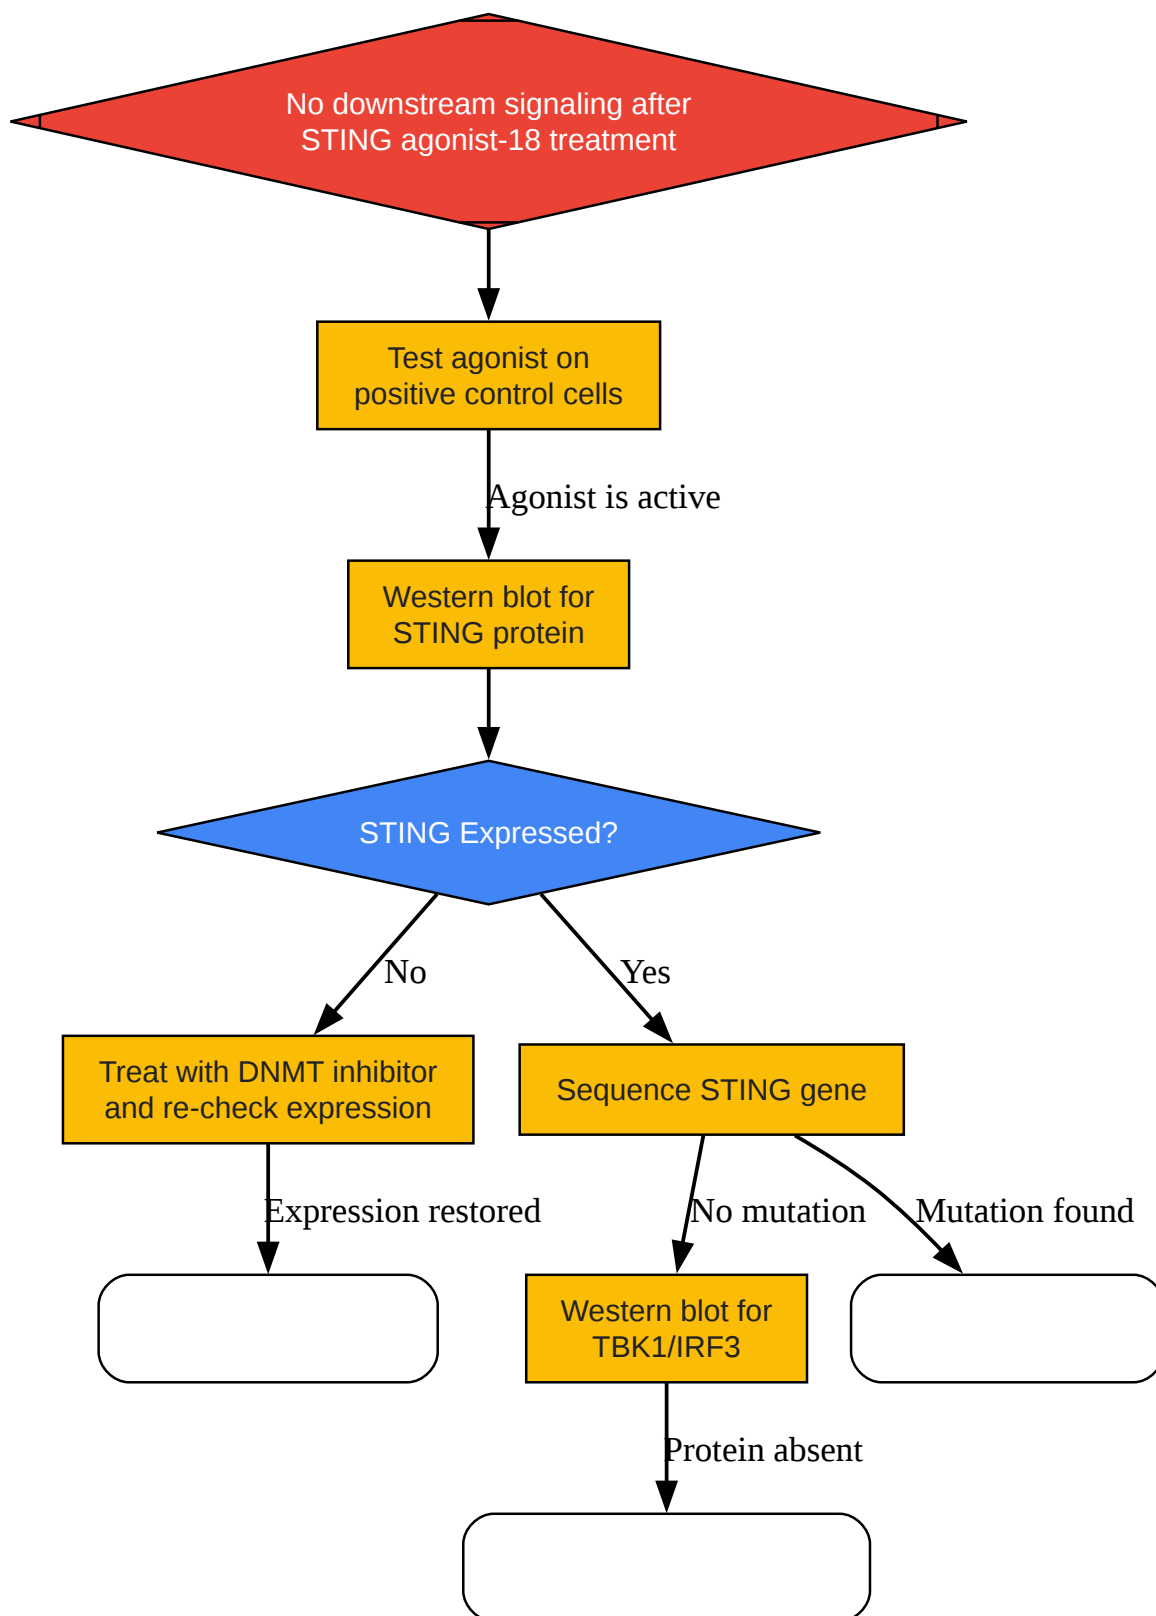 No downstream signaling after
STING agonist-18 treatment
Test agonist on
positive control cells
Agonist is active
Western blot for
STING protein
STING Expressed?
No
Yes
Treat with DNMT inhibitor
and re-check expression
Sequence STING gene
Expression restored
No mutation
Mutation found
Western blot for
TBK1/IRF3
Protein absent